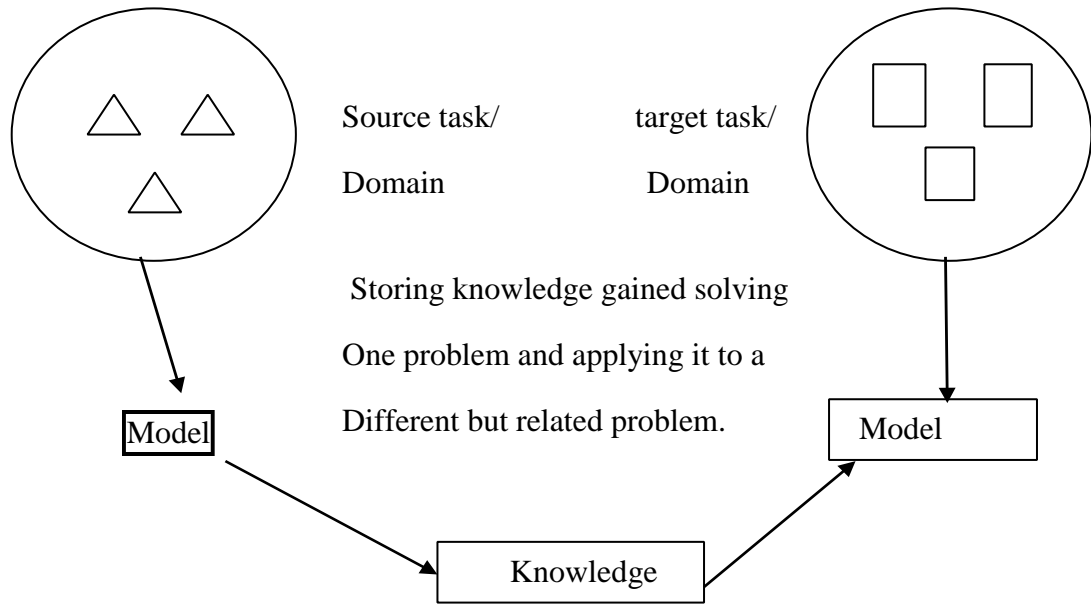 Source task/
Domain
target task/
Domain
Storing knowledge gained solving
One problem and applying it to a
Different but related problem.
Model
Model
Knowledge